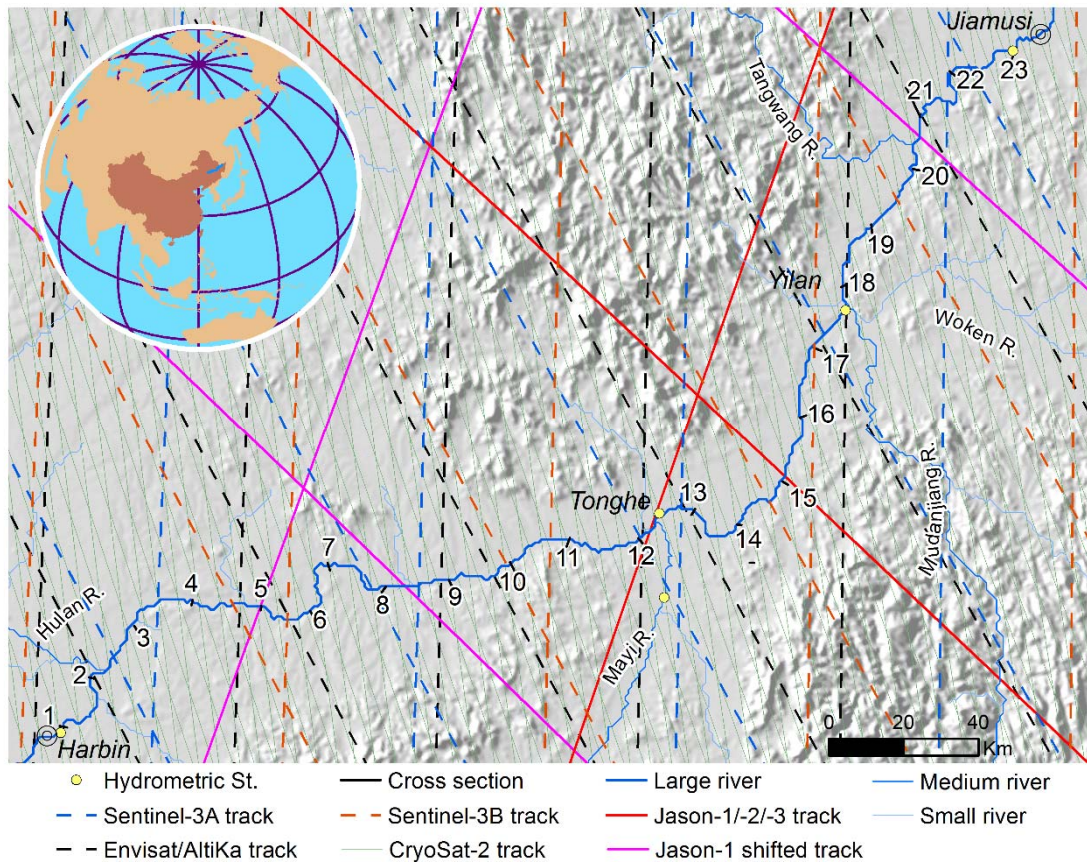 Jiamusi
23
22
21
Tangwang R.
20
19
Yilan
18
Woken R.
17
16
Mudanjiang R.
15
Tonghe
13
14
12
11
10
9
8
7
6
5
4
3
Hulan R.
2
1
Harbin
Mayi R.
0 20 40
Km
Hydrometric St.
Cross section
Large river
Medium river
Sentinel-3A track
Sentinel-3B track
Jason-1/-2/-3 track
Small river
Envisat/AltiKa track
CryoSat-2 track
Jason-1 shifted track